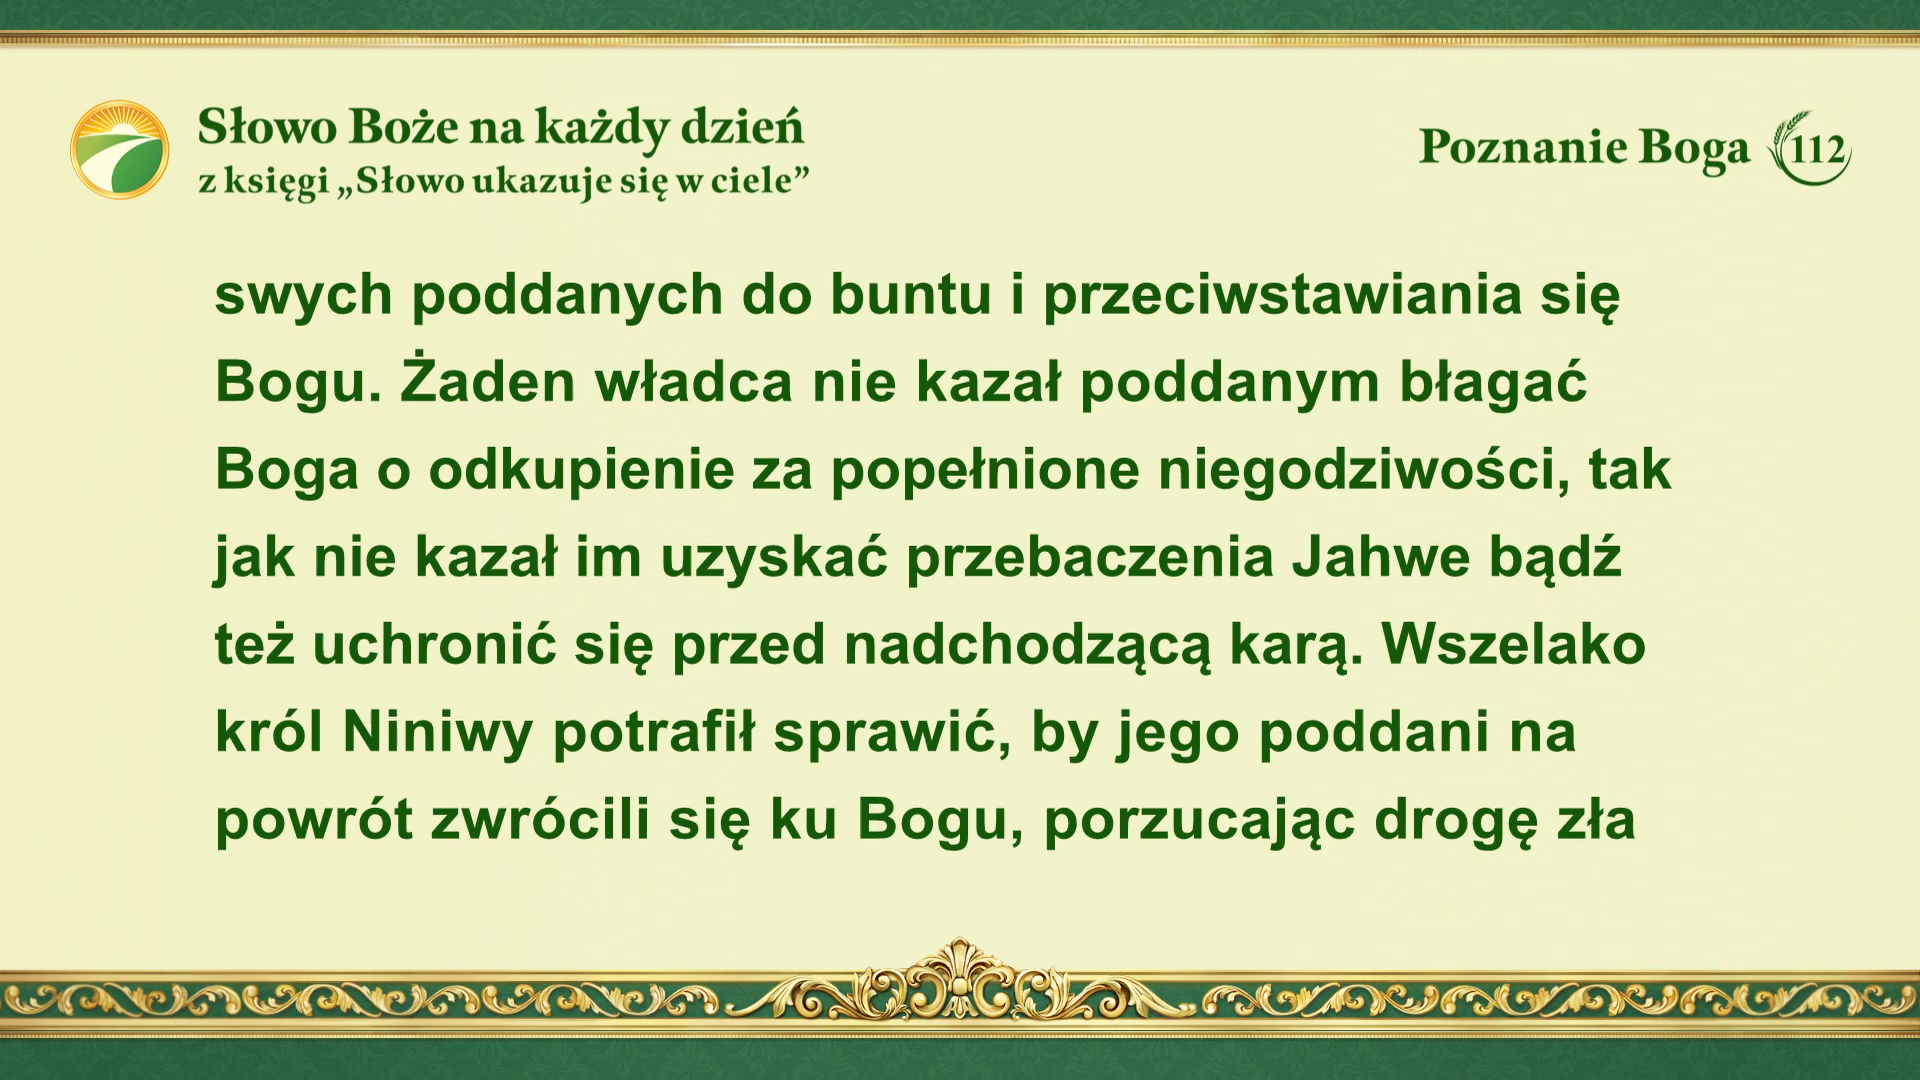 Słowo Boże na każdy dzień
z księgi „Słowo ukazuje się w ciele”
Poznanie Boga 112
swych poddanych do buntu i przeciwstawiania się
Bogu. Żaden władca nie kazał poddanym błagać
Boga o odkupienie za popełnione niegodziwości, tak
jak nie kazał im uzyskać przebaczenia Jahwe bądź
też uchronić się przed nadchodzącą karą. Wszelako
król Niniwy potrafił sprawić, by jego poddani na
powrót zwrócili się ku Bogu, porzucając drogę zła